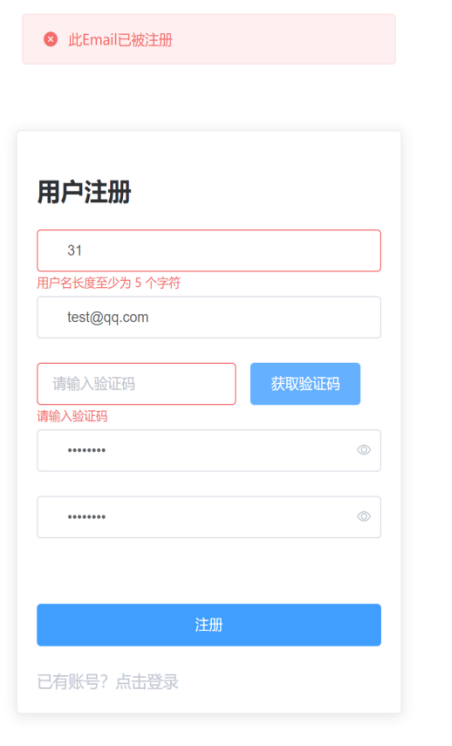 此Email已被注册
用户注册
31
用户名长度至少为 5 个字符
test@qq.com
请输入验证码 获取验证码
请输入验证码
••••••••
••••••••
注册
已有账号？点击登录